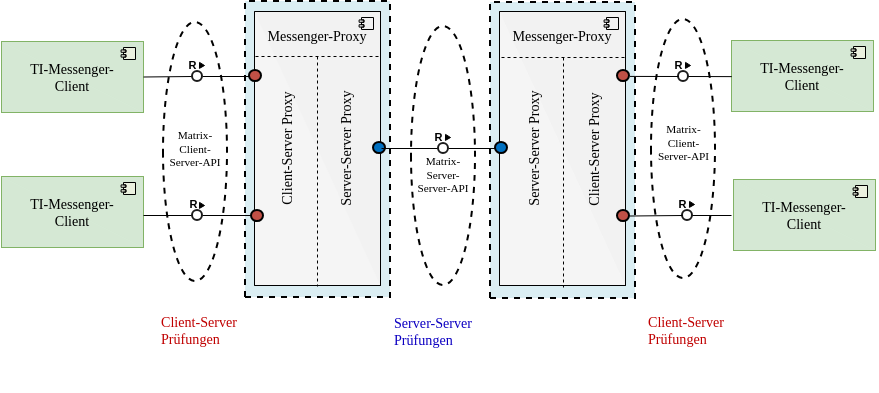 TI-Messenger-
Client
TI-Messenger-
Client
R
R
Matrix-
Client-
Server-API
Messenger-Proxy
Client-Server Proxy
Server-Server Proxy
R
Matrix-
Server-
Server-API
Messenger-Proxy
Server-Server Proxy
Client-Server Proxy
R
R
Matrix-
Client-
Server-API
TI-Messenger-
Client
TI-Messenger-
Client
Client-Server
Prüfungen
Server-Server
Prüfungen
Client-Server
Prüfungen